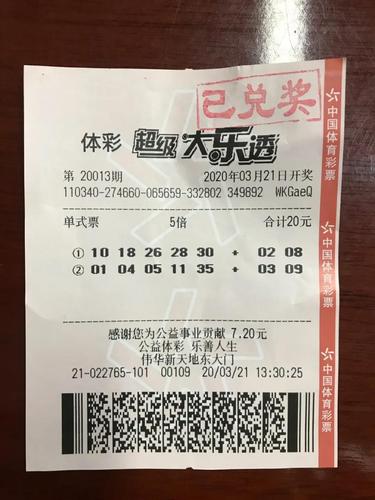 已兑奖
体彩 超级大乐透
第 20013期 2020年03月21日开奖
110340-274660-065659-332802 349892 WKGaeQ
单式票 5倍 合计20元
① 10 18 26 28 30 + 02 08
② 01 04 05 11 35 + 03 09
感谢您为公益事业贡献 7.20元
公益体彩 乐善人生
伟华新天地东大门
21-022765-101 00109 20/03/21 13:30:25
中国体育彩票
中国体育彩票
中国体育彩票
中国体育彩票